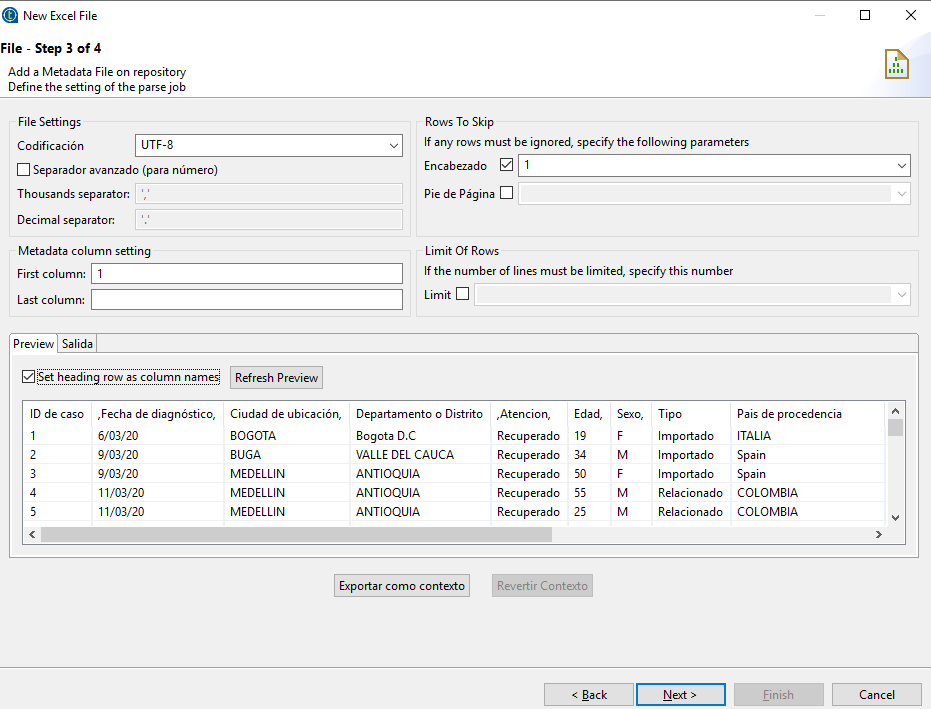 New Excel File
File - Step 3 of 4
Add a Metadata File on repository
Define the setting of the parse job
File Settings
Codificación UTF-8
Separador avanzado (para número)
Thousands separator: ','
Decimal separator: '.'
Rows To Skip
If any rows must be ignored, specify the following parameters
Encabezado 1
Pie de Página
Metadata column setting
First column: 1
Last column:
Limit Of Rows
If the number of lines must be limited, specify this number
Limit
Preview Salida
Set heading row as column names Refresh Preview
ID de caso ,Fecha de diagnóstico, Ciudad de ubicación, Departamento o Distrito ,Atencion, Edad, Sexo, Tipo Pais de procedencia
1 6/03/20 BOGOTA Bogota D.C Recuperado 19 F Importado ITALIA
2 9/03/20 BUGA VALLE DEL CAUCA Recuperado 34 M Importado Spain
3 9/03/20 MEDELLIN ANTIOQUIA Recuperado 50 F Importado Spain
4 11/03/20 MEDELLIN ANTIOQUIA Recuperado 55 M Relacionado COLOMBIA
5 11/03/20 MEDELLIN ANTIOQUIA Recuperado 25 M Relacionado COLOMBIA
Exportar como contexto Revertir Contexto
< Back Next > Finish Cancel